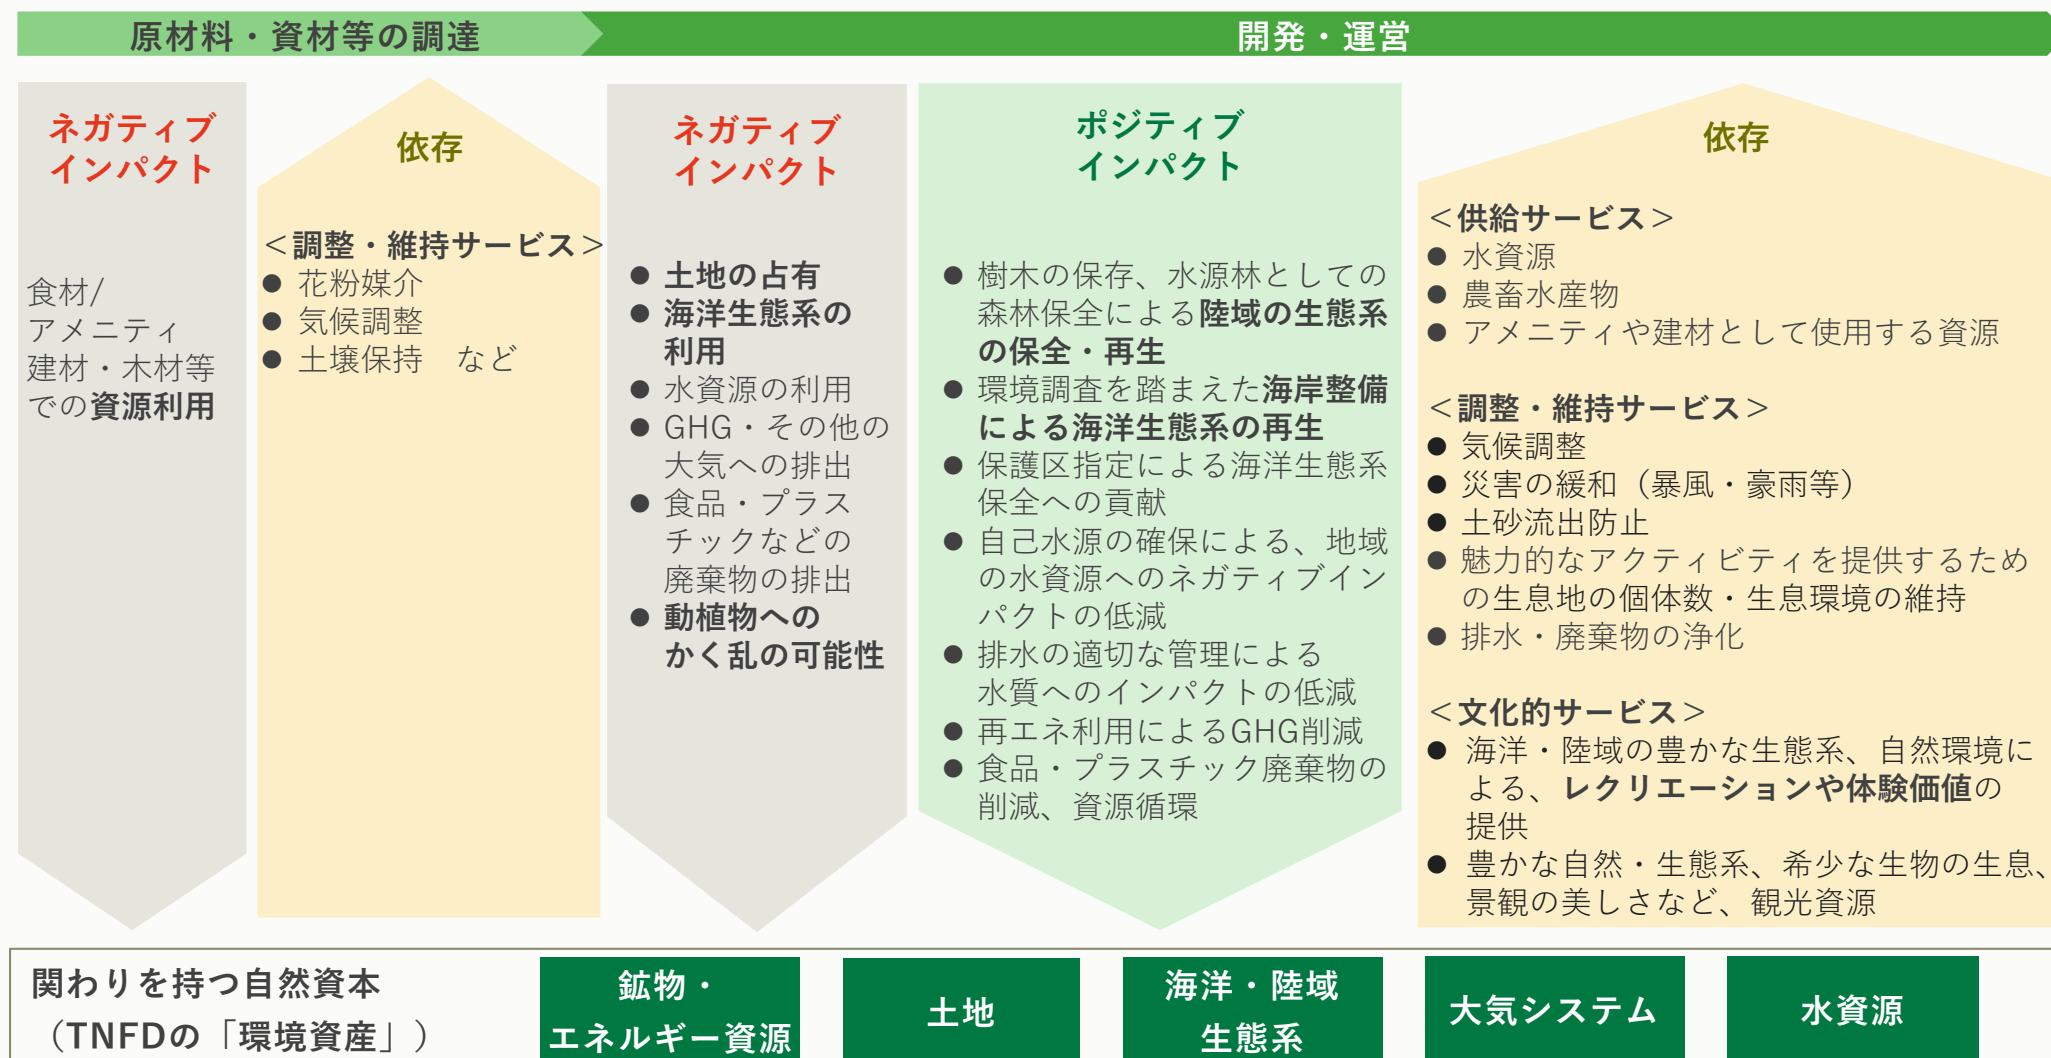 原材料・資材等の調達
開発・運営
ネガティブ
インパクト
食材/
アメニティ
建材・木材等
での資源利用
依存
＜調整・維持サービス＞
● 花粉媒介
● 気候調整
● 土壌保持　など
ネガティブ
インパクト
● 土地の占有
● 海洋生態系の
利用
● 水資源の利用
● GHG・その他の
大気への排出
● 食品・プラス
チックなどの
廃棄物の排出
● 動植物への
かく乱の可能性
ポジティブ
インパクト
● 樹木の保存、水源林としての
森林保全による陸域の生態系
の保全・再生
● 環境調査を踏まえた海岸整備
による海洋生態系の再生
● 保護区指定による海洋生態系
保全への貢献
● 自己水源の確保による、地域
の水資源へのネガティブイン
パクトの低減
● 排水の適切な管理による
水質へのインパクトの低減
● 再エネ利用によるGHG削減
● 食品・プラスチック廃棄物の
削減、資源循環
依存
＜供給サービス＞
● 水資源
● 農畜水産物
● アメニティや建材として使用する資源
＜調整・維持サービス＞
● 気候調整
● 災害の緩和（暴風・豪雨等）
● 土砂流出防止
● 魅力的なアクティビティを提供するため
の生息地の個体数・生息環境の維持
● 排水・廃棄物の浄化
＜文化的サービス＞
● 海洋・陸域の豊かな生態系、自然環境に
よる、レクリエーションや体験価値の
提供
● 豊かな自然・生態系、希少な生物の生息、
景観の美しさなど、観光資源
関わりを持つ自然資本
（TNFDの「環境資産」）
鉱物・
エネルギー資源
土地
海洋・陸域
生態系
大気システム
水資源